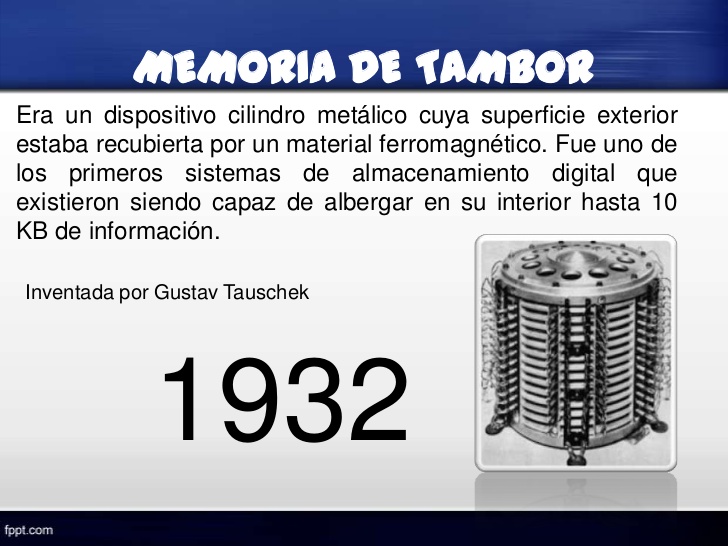 MEMORIA DE TAMBOR
Era un dispositivo cilindro metálico cuya superficie exterior
estaba recubierta por un material ferromagnético. Fue uno de
los primeros sistemas de almacenamiento digital que
existieron siendo capaz de albergar en su interior hasta 10
KB de información.
Inventada por Gustav Tauschek
1932
fppt.com